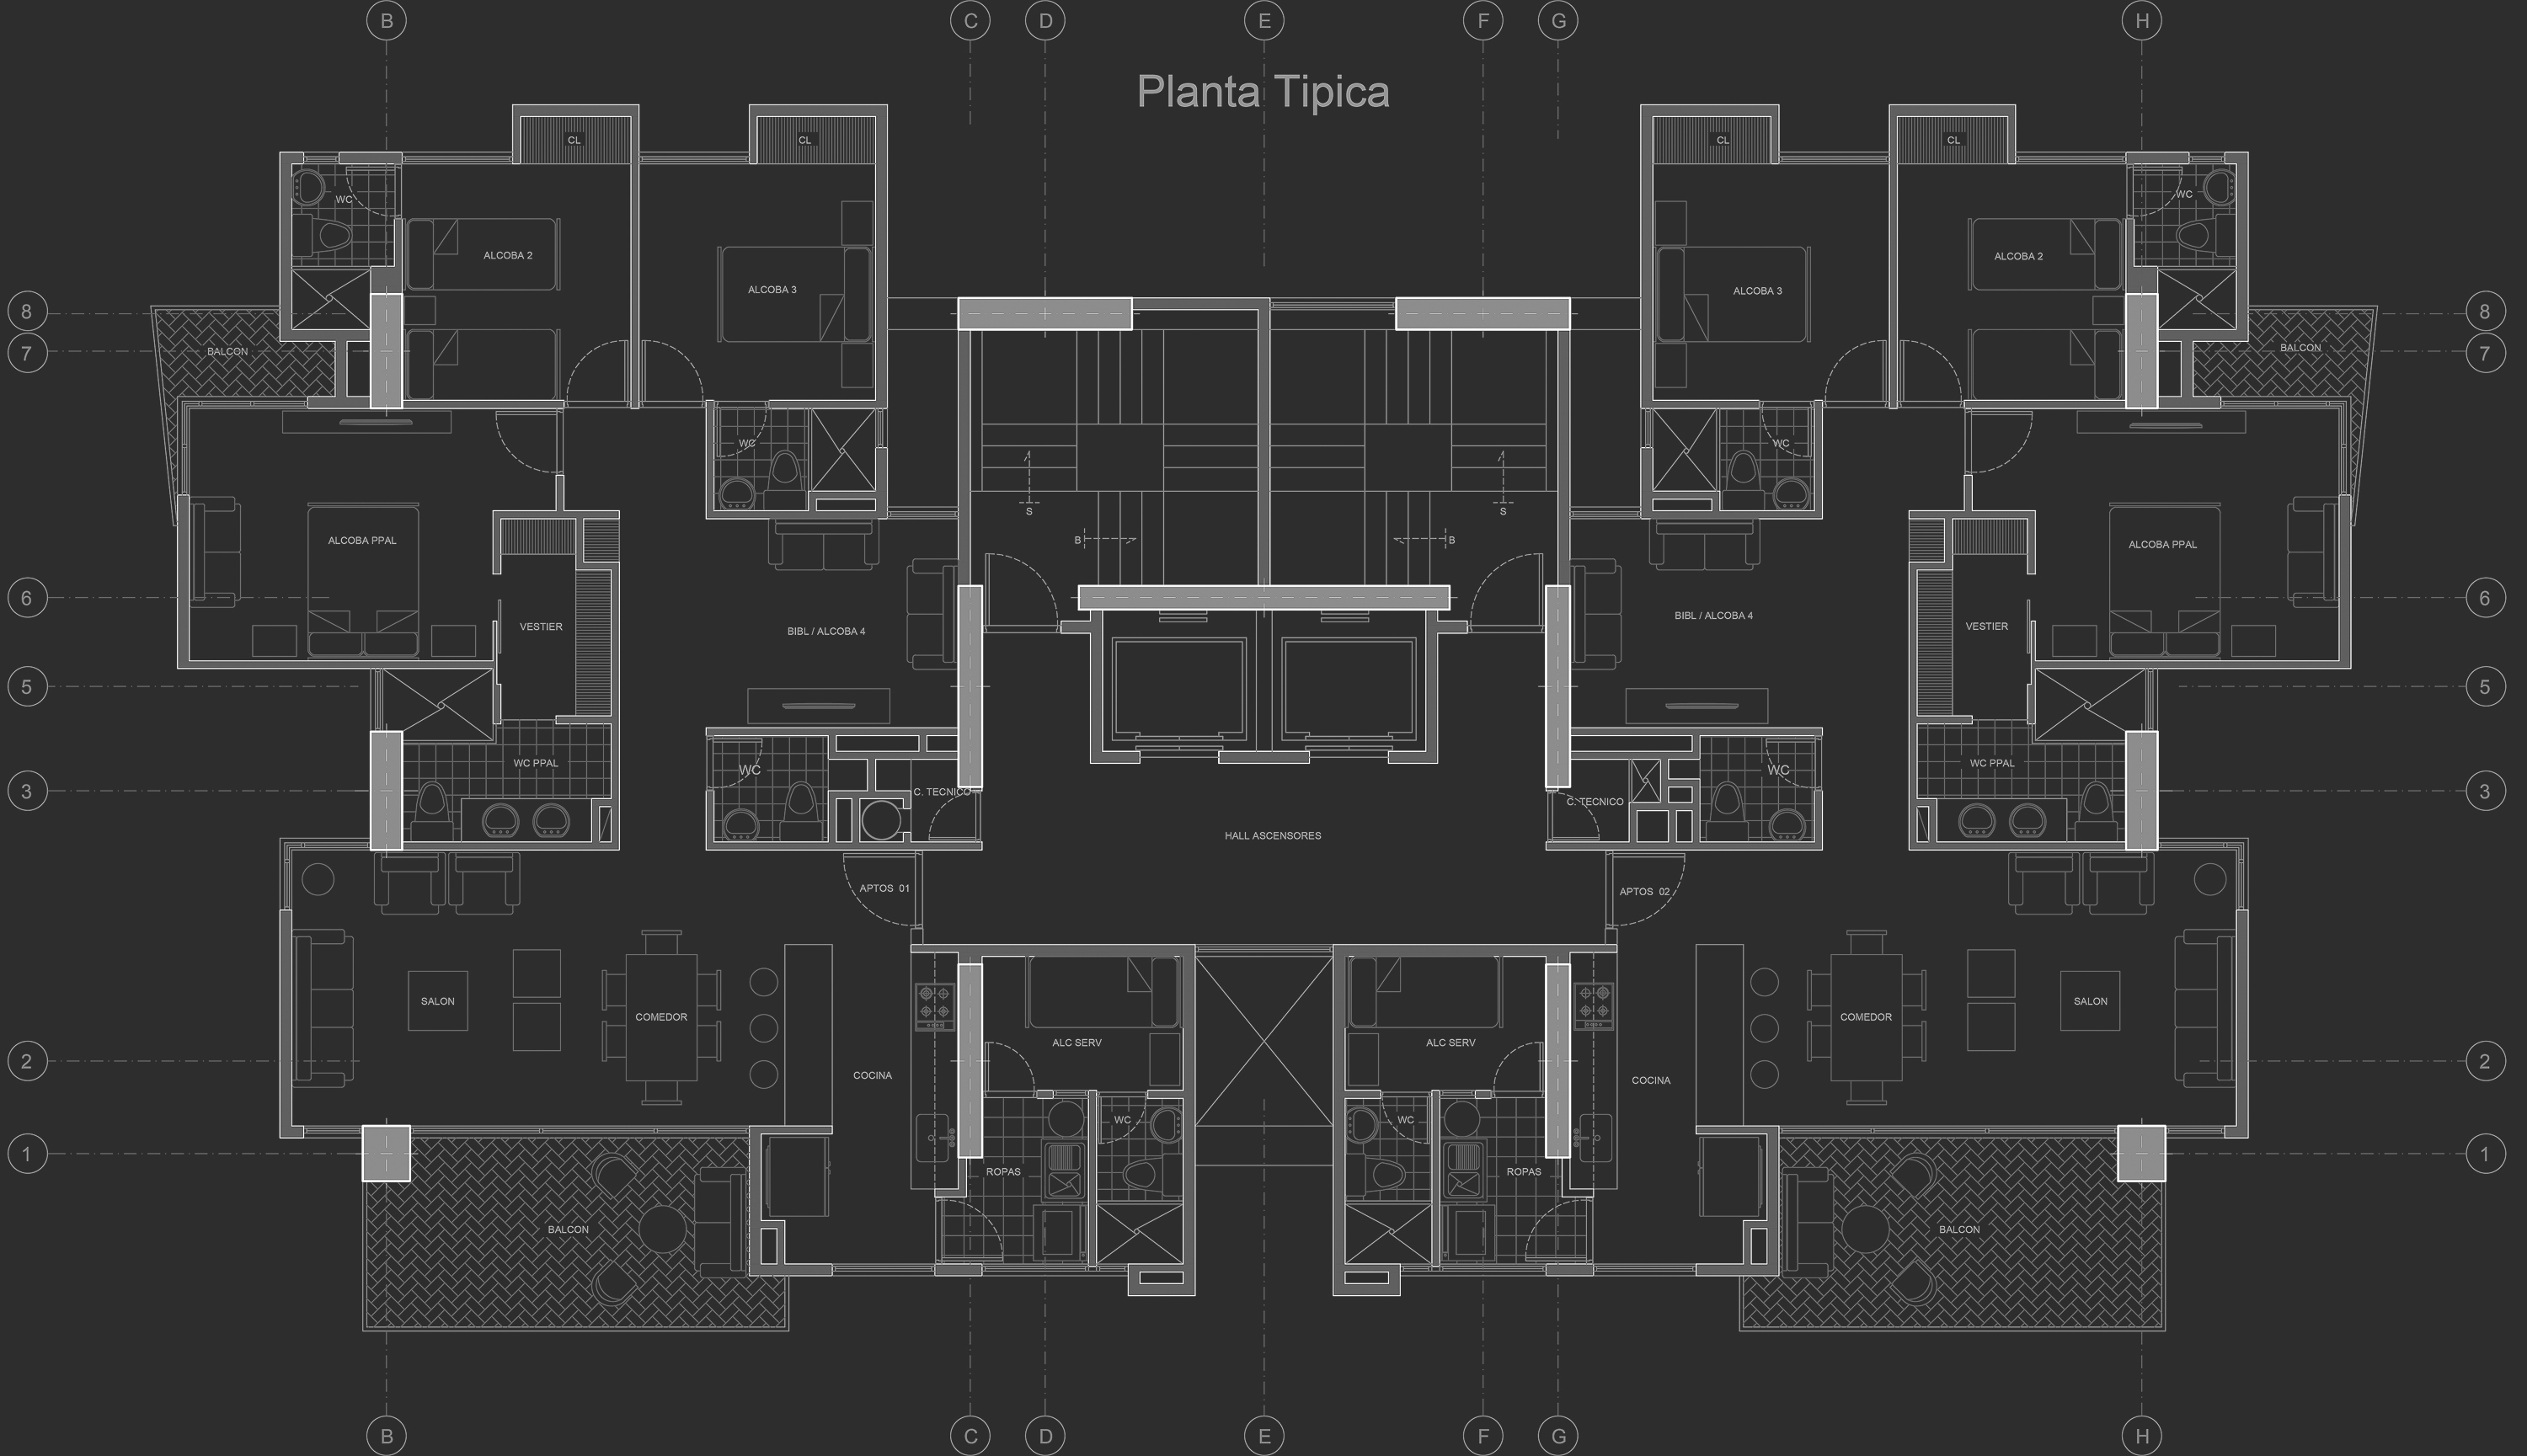 B C D E F G H
Planta Tipica
CL CL CL CL
WC WC
ALCOBA 2 ALCOBA 2
ALCOBA 3 ALCOBA 3
8 8
BALCON BALCON
7 7
WC WC
S S
ALCOBA PPAL B B ALCOBA PPAL
6 6
VESTIER BIBL / ALCOBA 4 BIBL / ALCOBA 4 VESTIER
5 5
WC PPAL WC WC WC PPAL
3 C. TECNICO C. TECNICO 3
HALL ASCENSORES
APTOS 01 APTOS 02
SALON SALON
COMEDOR COMEDOR
ALC SERV ALC SERV
2 2
COCINA COCINA
WC WC
1 1
ROPAS ROPAS
BALCON BALCON
B C D E F G H